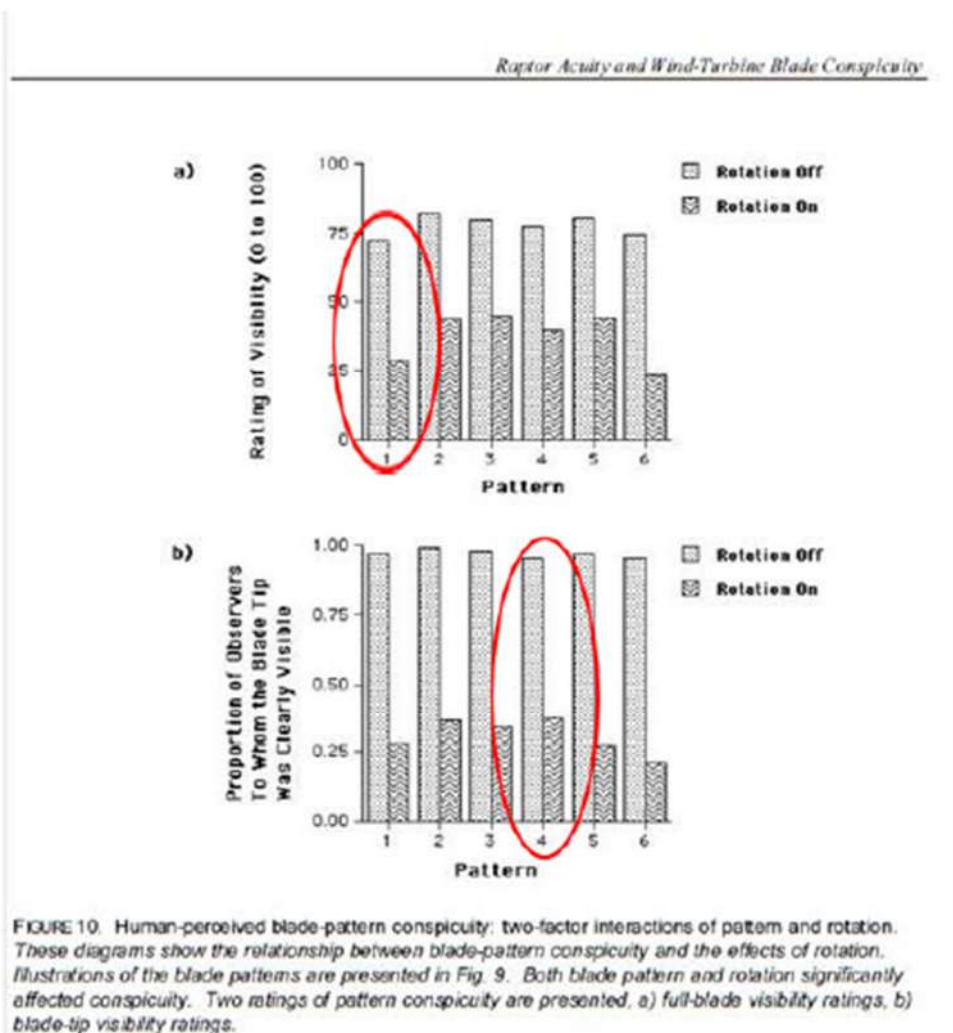 Raptor Acuity and Wind-Turbine Blade Conspicuity
a)
Rating of Visiblity (0 to 100)
100
75
50
25
0
1 2 3 4 5 6
Pattern
Rotation Off
Rotation On
b)
Proportion of Observers
To Whom the Blade Tip
Was Clearly Visible
1.00
0.75
0.50
0.25
0.00
1 2 3 4 5 6
Pattern
Rotation Off
Rotation On
FIGURE 10. Human-perceived blade-pattern conspicuity: two-factor interactions of pattern and rotation.
These diagrams show the relationship between blade-pattern conspicuity and the effects of rotation.
Illustrations of the blade patterns are presented in Fig. 9. Both blade pattern and rotation significantly
affected conspicuity. Two ratings of pattern conspicuity are presented, a) full-blade visibility ratings, b)
blade-tip visibility ratings.